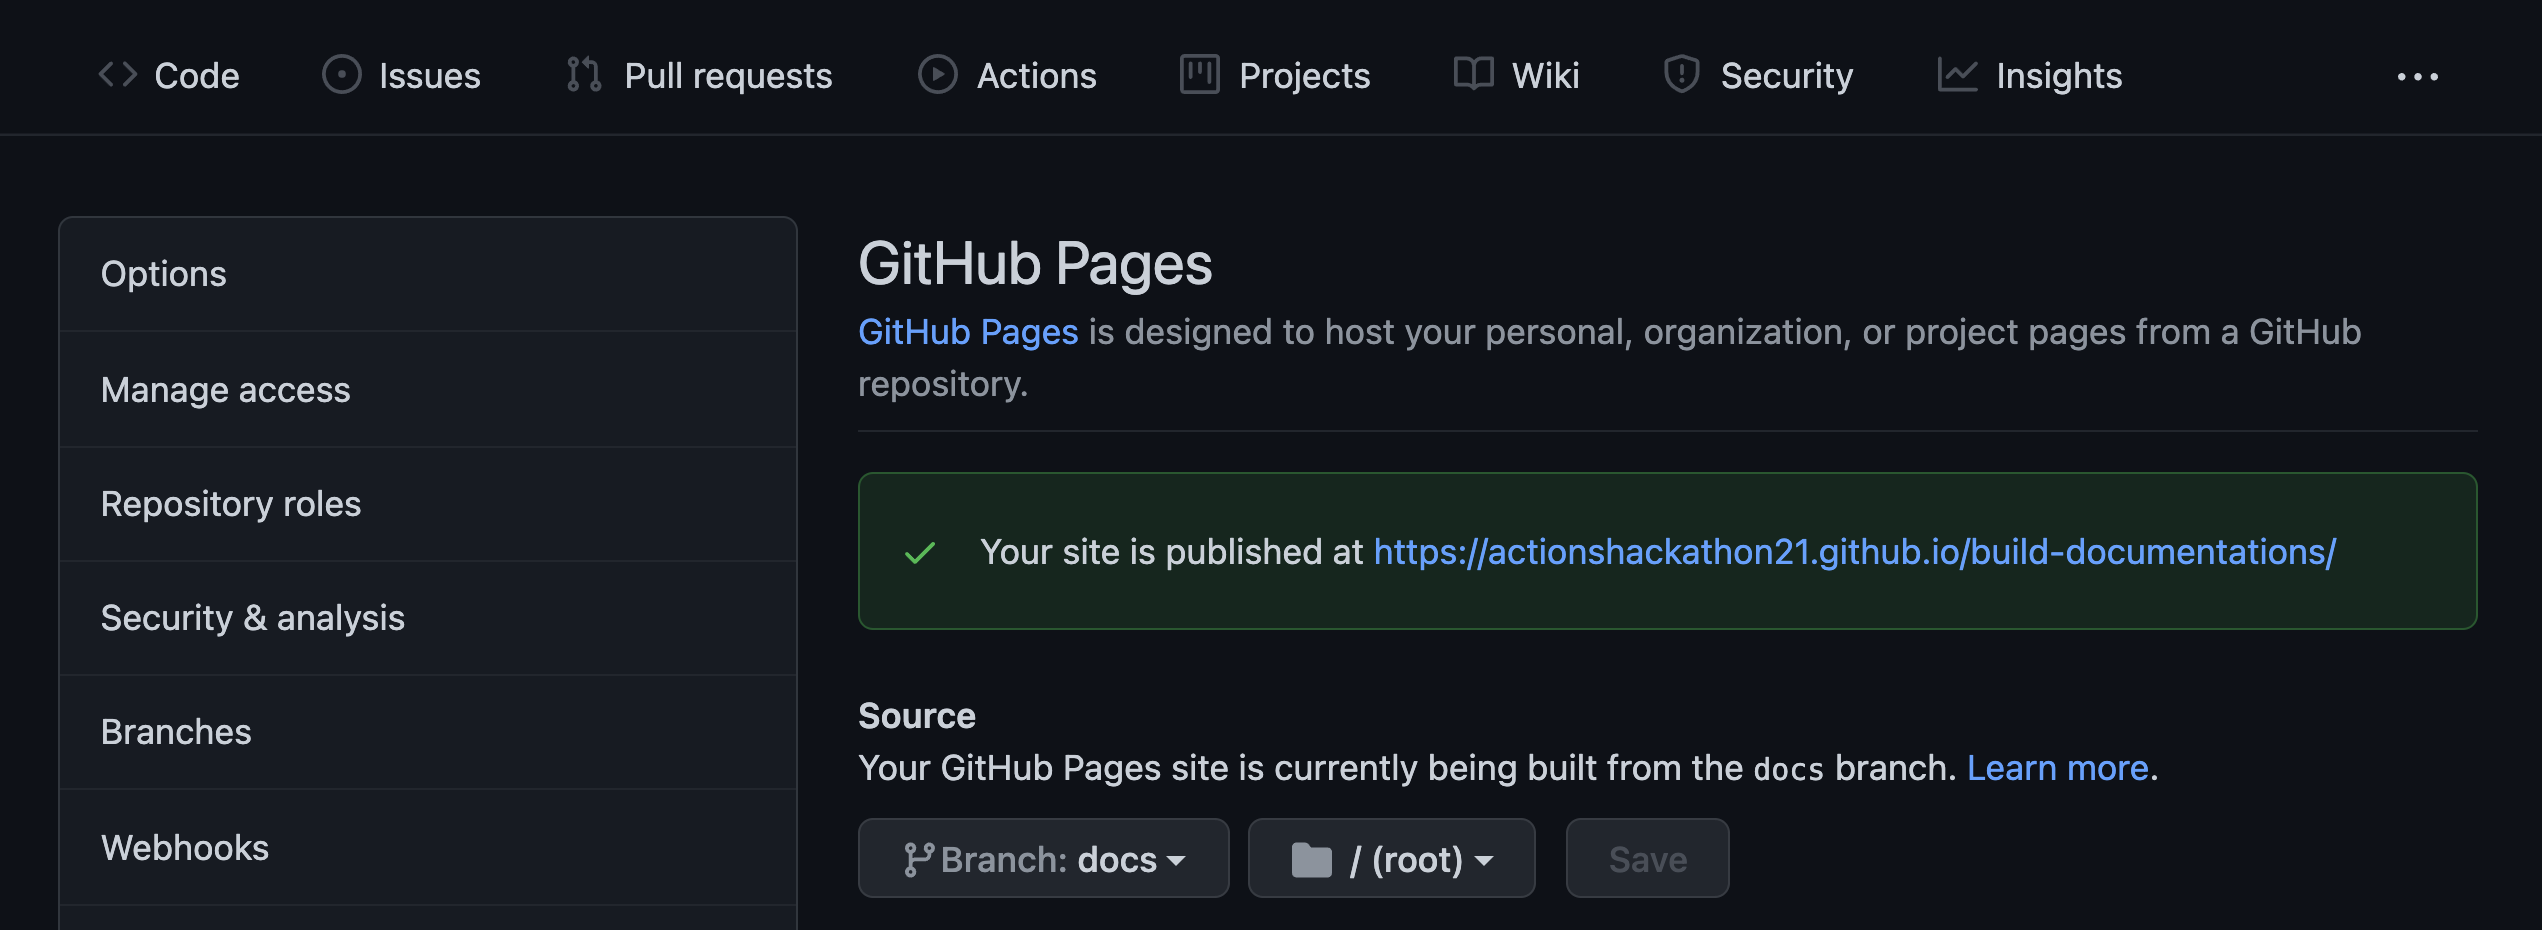 Code Issues Pull requests Actions Projects Wiki Security Insights
Options
Manage access
Repository roles
Security & analysis
Branches
Webhooks
GitHub Pages
GitHub Pages is designed to host your personal, organization, or project pages from a GitHub
repository.
Your site is published at https://actionshackathon21.github.io/build-documentations/
Source
Your GitHub Pages site is currently being built from the docs branch. Learn more.
Branch: docs / (root) Save